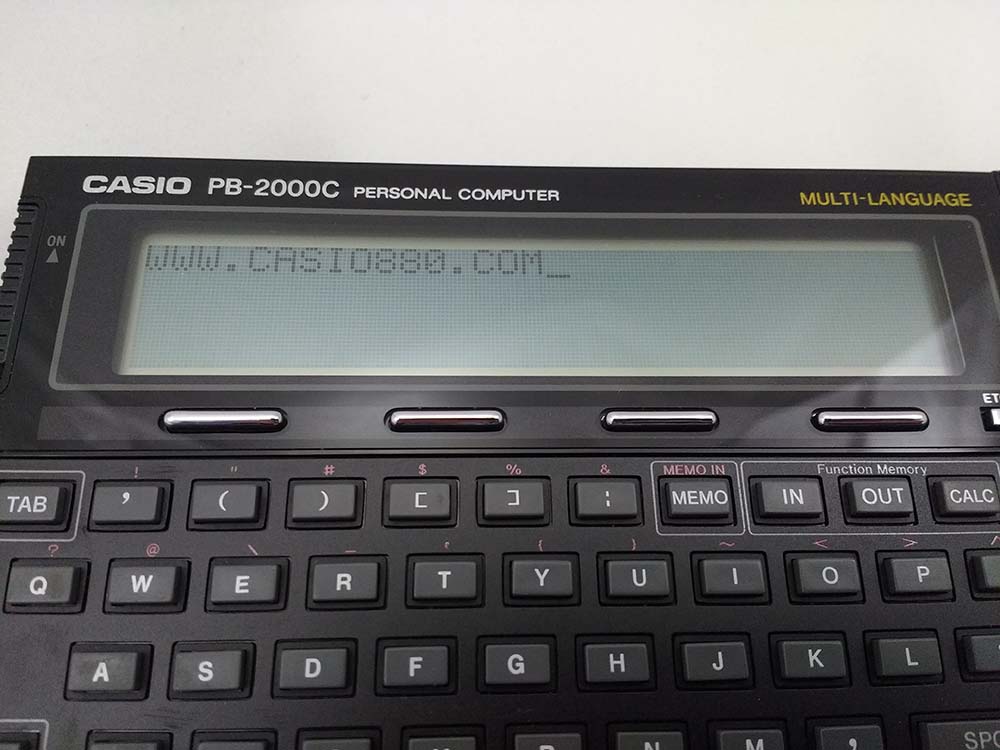 CASIO PB-2000C PERSONAL COMPUTER MULTI-LANGUAGE
ON
WWW.CASIO880.COM_
! " # $ % & MEMO IN Function Memory
TAB ' ( ) [ ] : MEMO IN OUT CALC
? @ \ _ ' { } ~ < > ^
Q W E R T Y U I O P
A S D F G H J K L